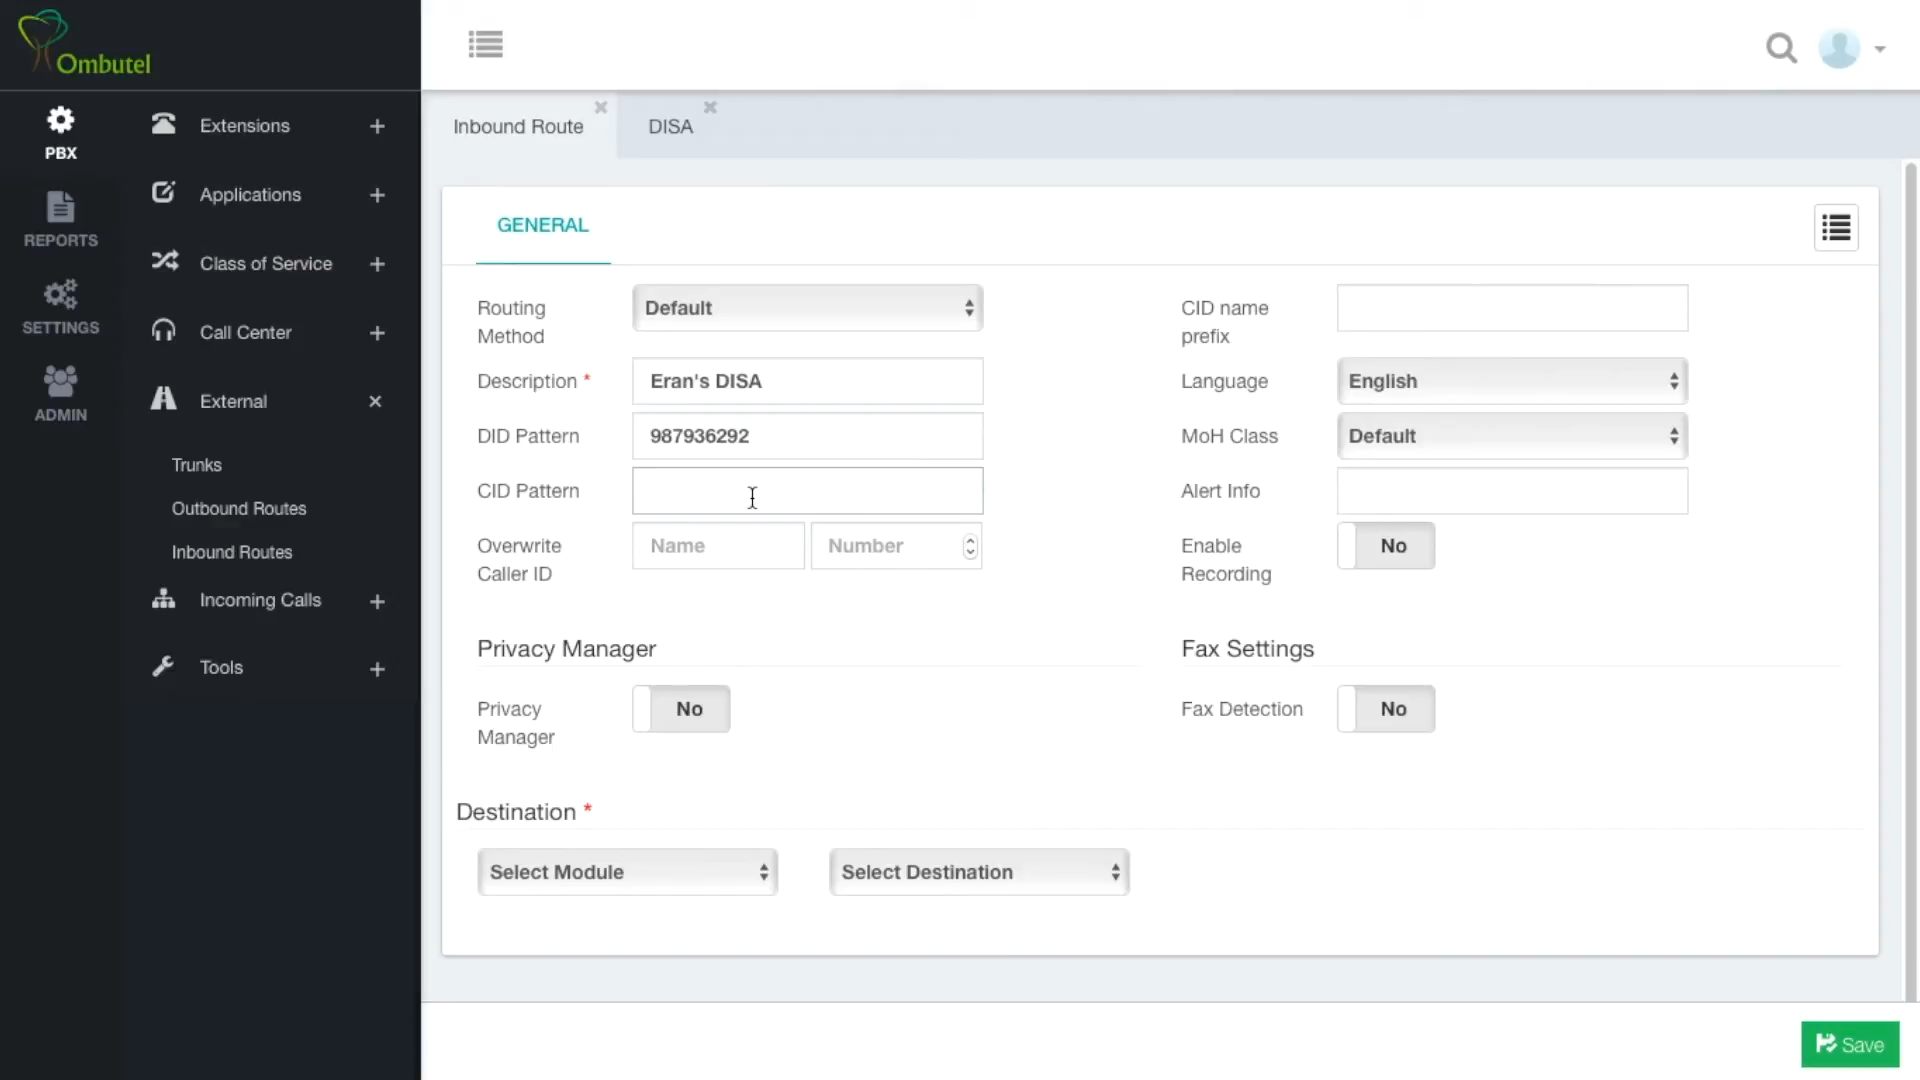 Ombutel
PBX
REPORTS
SETTINGS
ADMIN
Extensions
Applications
Class of Service
Call Center
External
Trunks
Outbound Routes
Inbound Routes
Incoming Calls
Tools
Inbound Route
DISA
GENERAL
Routing
Method
Default
Description *
Eran's DISA
DID Pattern
987936292
CID Pattern
Overwrite
Caller ID
Name
Number
CID name
prefix
Language
English
MoH Class
Default
Alert Info
Enable
Recording
No
Privacy Manager
Privacy
Manager
No
Fax Settings
Fax Detection
No
Destination *
Select Module
Select Destination
Save